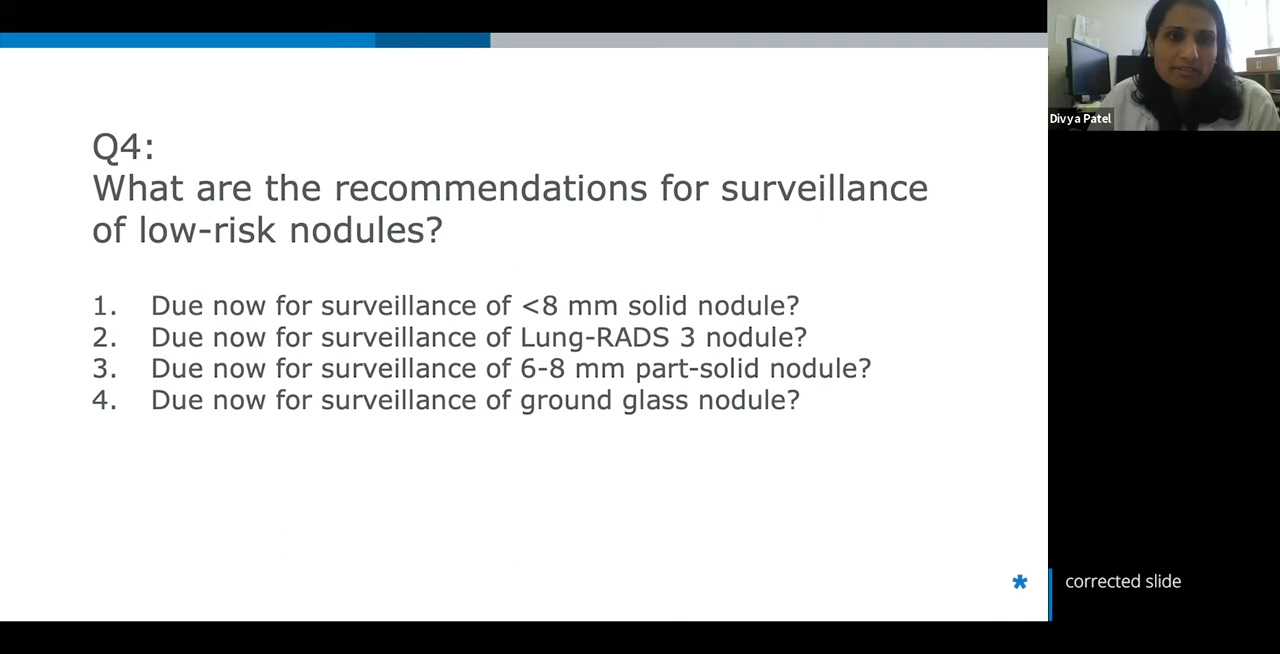 Q4:
What are the recommendations for surveillance
of low-risk nodules?
1. Due now for surveillance of <8 mm solid nodule?
2. Due now for surveillance of Lung-RADS 3 nodule?
3. Due now for surveillance of 6-8 mm part-solid nodule?
4. Due now for surveillance of ground glass nodule?
Divya Patel
* corrected slide